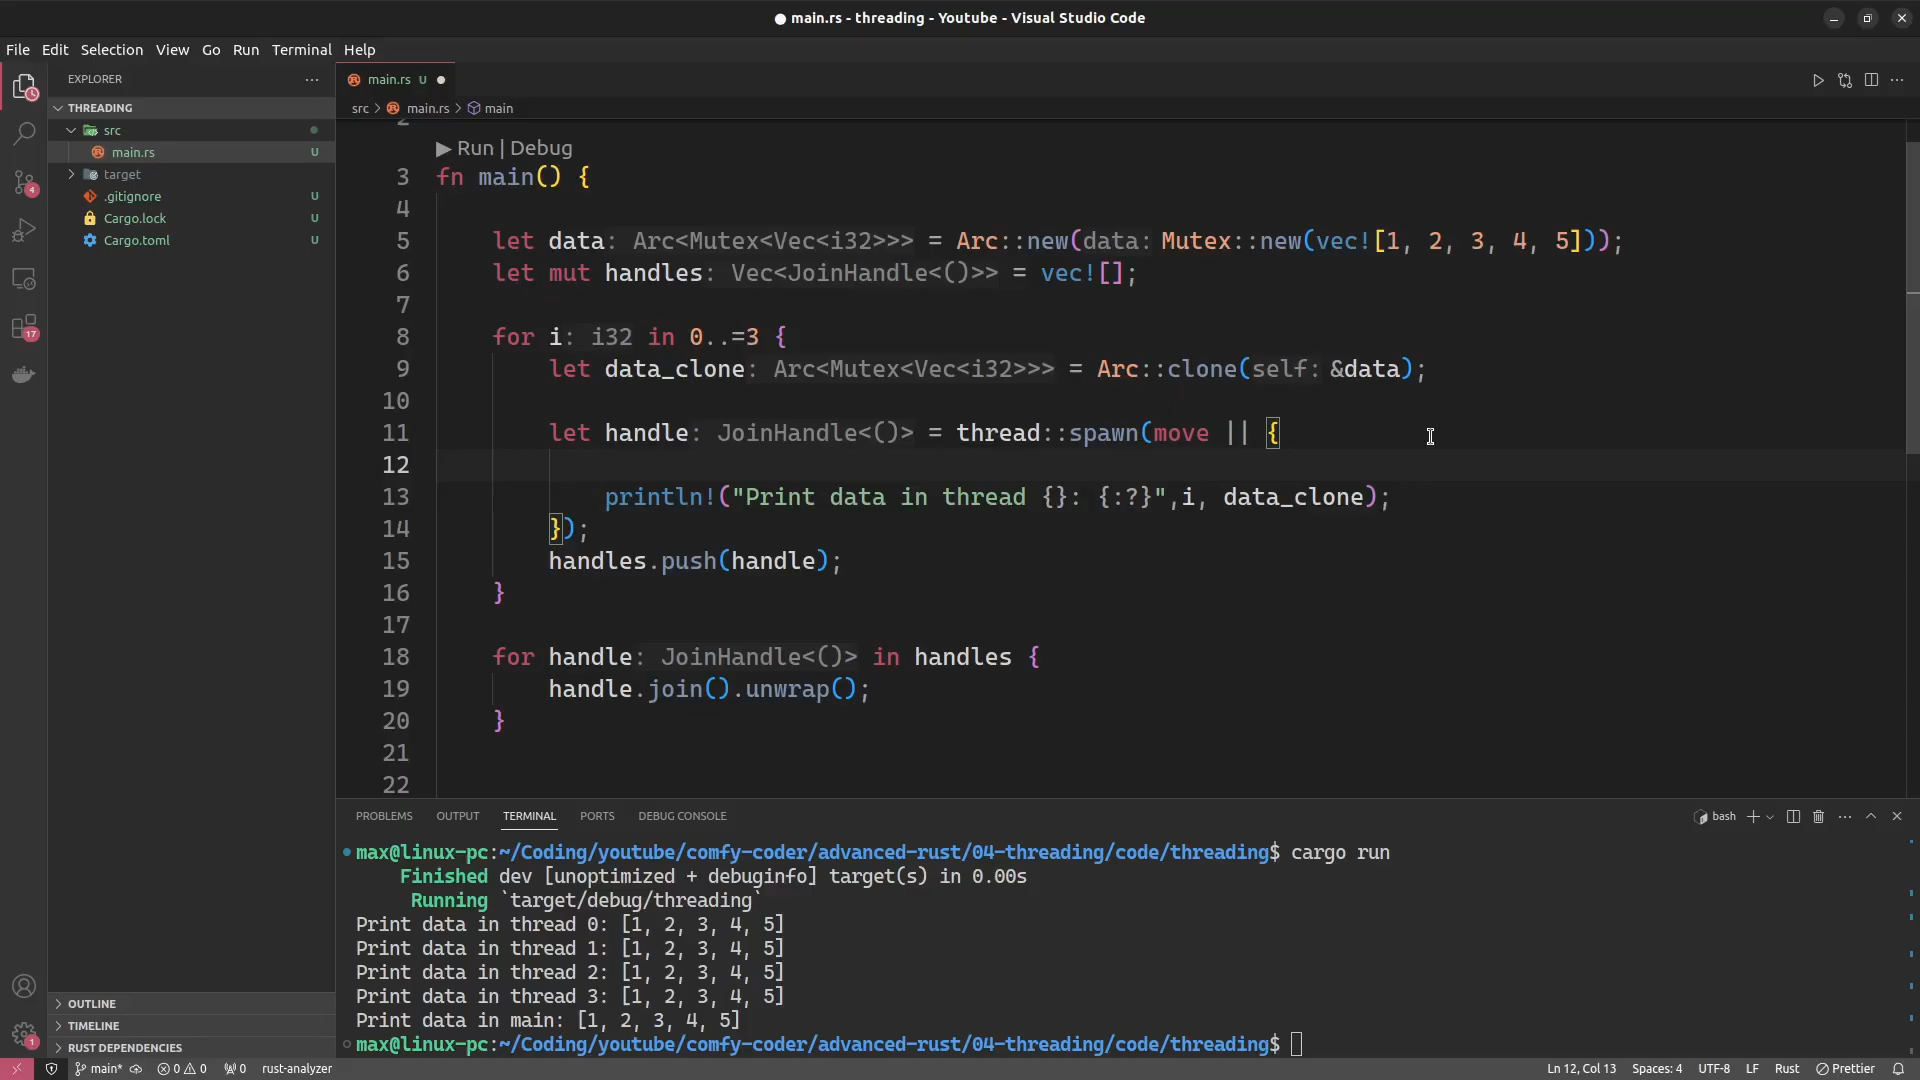 main.rs - threading - Youtube - Visual Studio Code
File Edit Selection View Go Run Terminal Help
EXPLORER
main.rs U
THREADING
src > main.rs > main
src
main.rs U
target
.gitignore U
Cargo.lock U
Cargo.toml U
4
17
2
Run | Debug
3 fn main() {
4
5 let data: Arc<Mutex<Vec<i32>>> = Arc::new(data: Mutex::new(vec![1, 2, 3, 4, 5]));
6 let mut handles: Vec<JoinHandle<()>> = vec![];
7
8 for i: i32 in 0..=3 {
9 let data_clone: Arc<Mutex<Vec<i32>>> = Arc::clone(self: &data);
10
11 let handle: JoinHandle<()> = thread::spawn(move || {
12
13 println!("Print data in thread {}: {:?}",i, data_clone);
14 });
15 handles.push(handle);
16 }
17
18 for handle: JoinHandle<()> in handles {
19 handle.join().unwrap();
20 }
21
22
PROBLEMS OUTPUT TERMINAL PORTS DEBUG CONSOLE
bash
max@linux-pc:~/Coding/youtube/comfy-coder/advanced-rust/04-threading/code/threading$ cargo run
Finished dev [unoptimized + debuginfo] target(s) in 0.00s
Running `target/debug/threading`
Print data in thread 0: [1, 2, 3, 4, 5]
Print data in thread 1: [1, 2, 3, 4, 5]
Print data in thread 2: [1, 2, 3, 4, 5]
Print data in thread 3: [1, 2, 3, 4, 5]
Print data in main: [1, 2, 3, 4, 5]
max@linux-pc:~/Coding/youtube/comfy-coder/advanced-rust/04-threading/code/threading$
OUTLINE
TIMELINE
RUST DEPENDENCIES
1
main* 0 0 0 rust-analyzer
Ln 12, Col 13 Spaces: 4 UTF-8 LF Rust Prettier